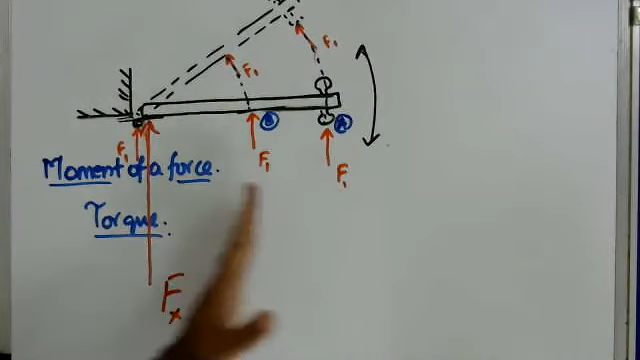 F₁
F₁
B
A
F₁
F₁
F₁
Moment of a force.
Torque.
Fx